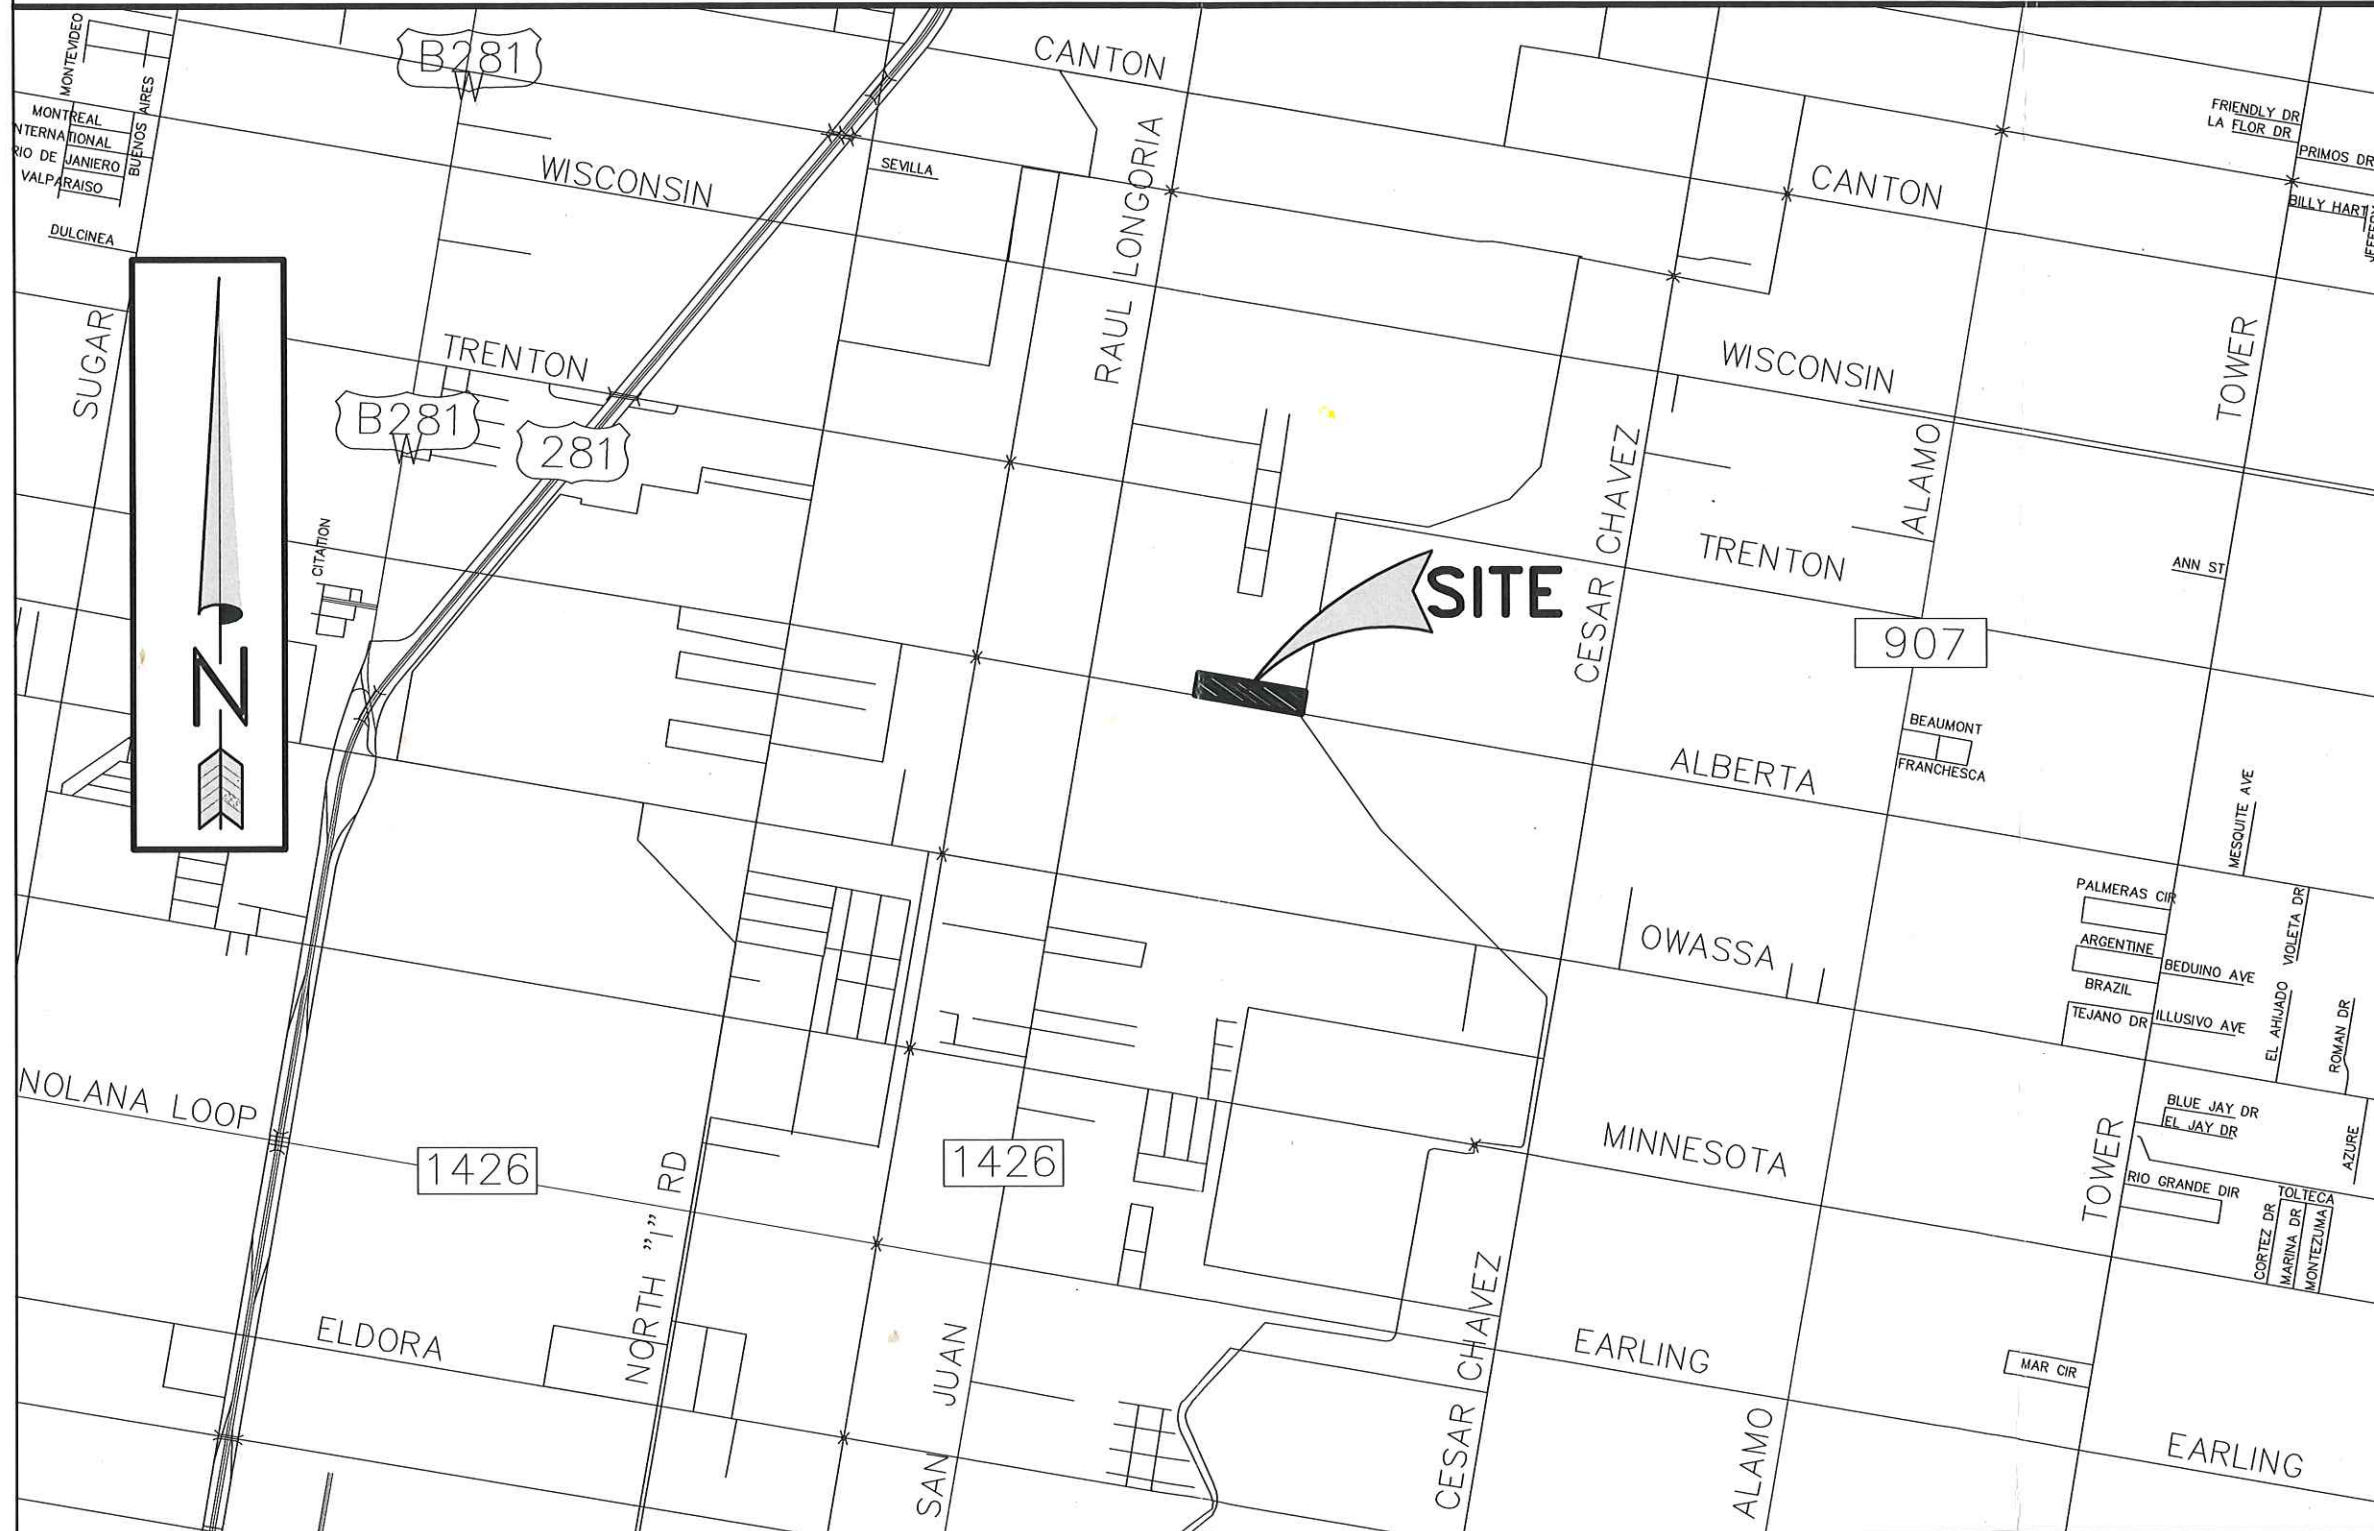 MONTEVIDEO
B281
W
CANTON
BUENOS AIRES
MONTREAL
NTERNATIONAL
RIO DE JANIERO
VALPARAISO
FRIENDLY DR
LA FLOR DR
PRIMOS DR
WISCONSIN
SEVILLA
RAUL LONGORIA
CANTON
BILLY HART
DULCINEA
SUGAR
TRENTON
WISCONSIN
TOWER
B281
W
281
CESAR CHAVEZ
ALAMO
CITATION
TRENTON
ANN ST
SITE
907
N
BEAUMONT
FRANCHESCA
ALBERTA
MESQUITE AVE
PALMERAS CIR
VIOLETA DR
OWASSA
ARGENTINE
BEDUINO AVE
BRAZIL
TEJANO DR
ILLUSIVO AVE
EL AHIJADO
ROMAN DR
NOLANA LOOP
BLUE JAY DR
EL JAY DR
1426
1426
MINNESOTA
AZURE
NORTH "I" RD
TOWER
RIO GRANDE DIR
TOLTECA
CORTEZ DR
MARINA DR
MONTEZUMA
ELDORA
SAN JUAN
CESAR CHAVEZ
EARLING
MAR CIR
ALAMO
EARLING